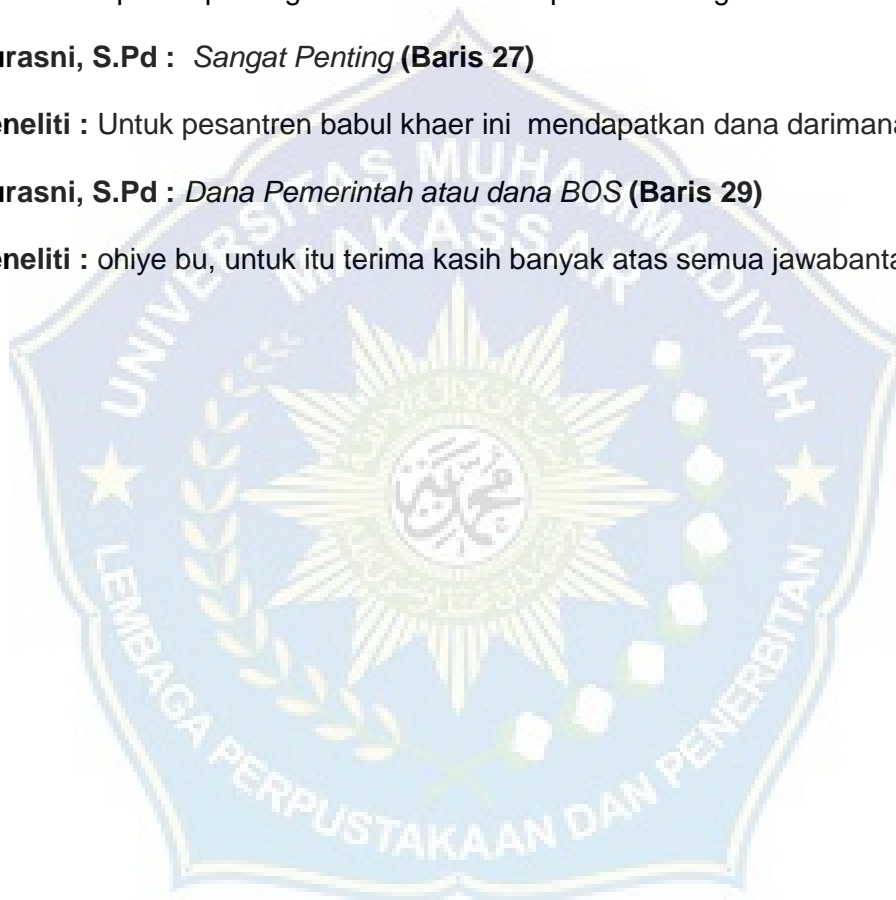 urasni, S.Pd : Sangat Penting (Baris 27)
eneliti : Untuk pesantren babul khaer ini mendapatkan dana darimana
urasni, S.Pd : Dana Pemerintah atau dana BOS (Baris 29)
eneliti : ohiye bu, untuk itu terima kasih banyak atas semua jawabanta
UNIVERSITAS MUHAMMADIYAH
MAKASSAR
LEMBAGA PERPUSTAKAAN DAN PENERBITAN